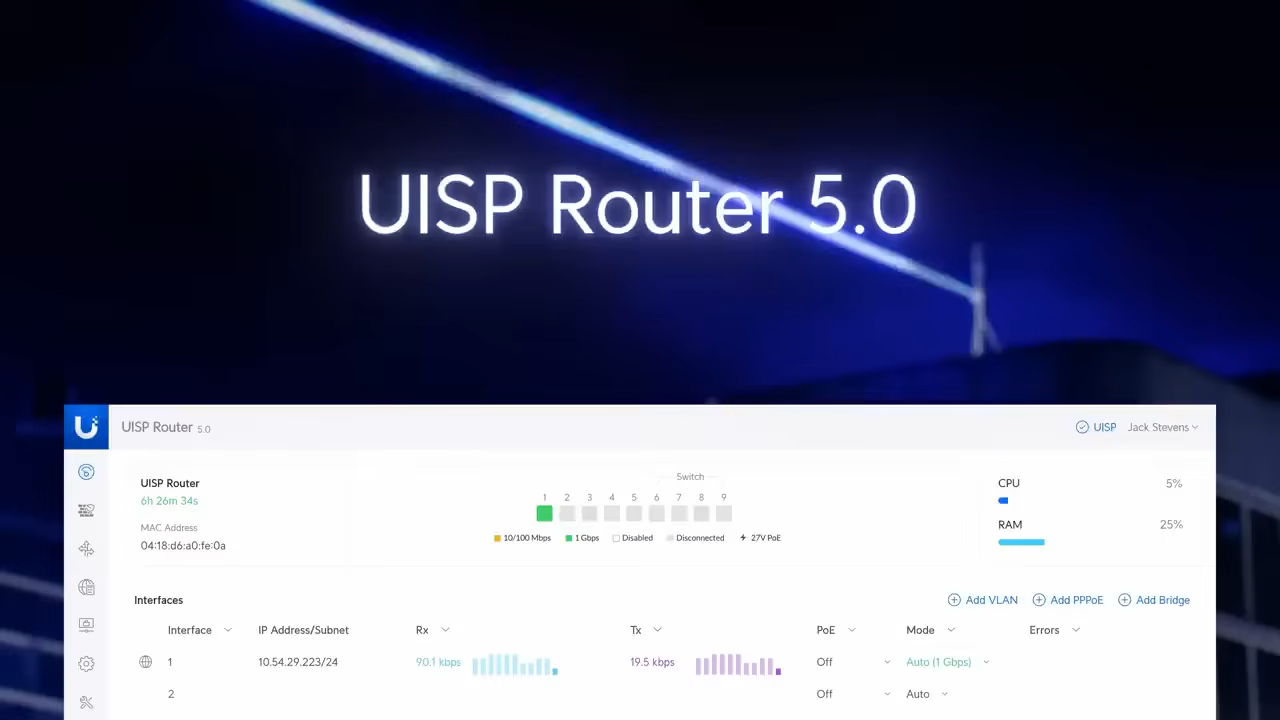 UISP Router 5.0
UISP Router 5.0
UISP Jack Stevens
UISP Router
6h 26m 34s
MAC Address
04:18:d6:a0:fe:0a
Switch
1 2 3 4 5 6 7 8 9
10/100 Mbps 1 Gbps Disabled Disconnected 27V PoE
CPU 5%
RAM 25%
Interfaces
Add VLAN Add PPPoE Add Bridge
Interface IP Address/Subnet Rx Tx PoE Mode Errors
1 10.54.29.223/24 90.1 kbps 19.5 kbps Off Auto (1 Gbps)
2 Off Auto